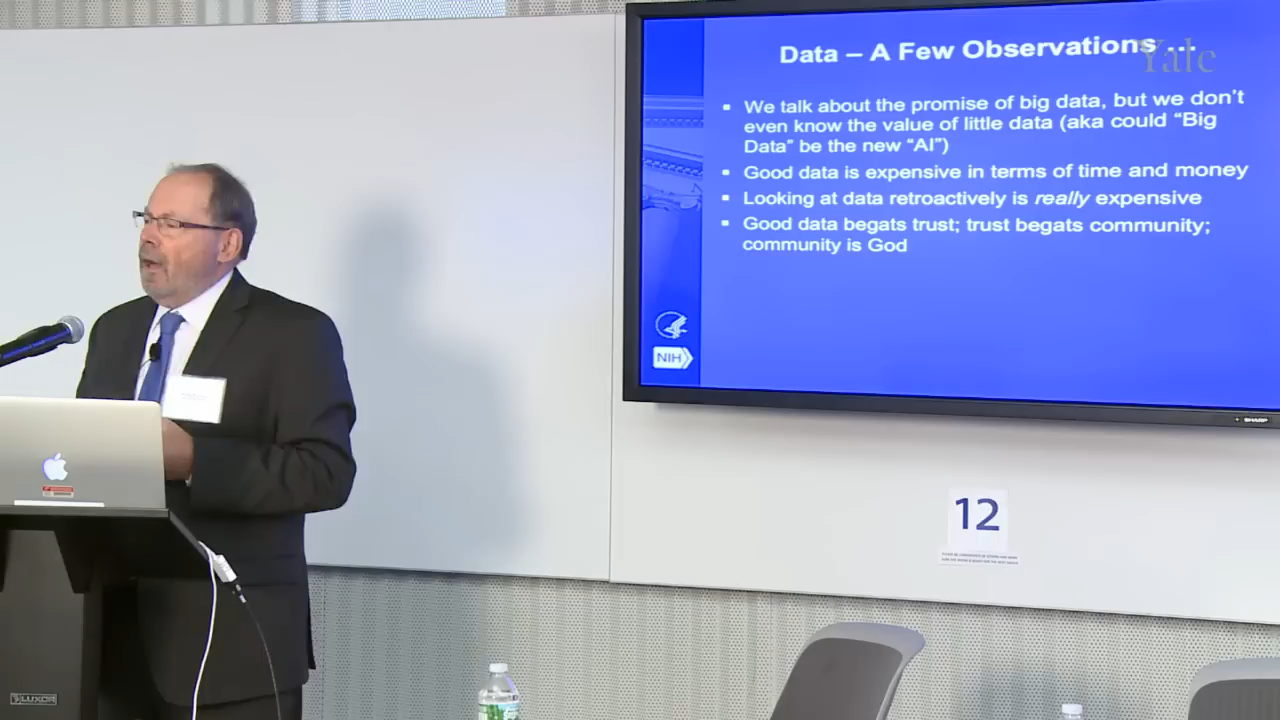 Data – A Few Observations ...
Yale
▪ We talk about the promise of big data, but we don't
even know the value of little data (aka could "Big
Data" be the new "AI")
▪ Good data is expensive in terms of time and money
▪ Looking at data retroactively is really expensive
▪ Good data begats trust; trust begats community;
community is God
NIH
SHARP
12
LUXOR